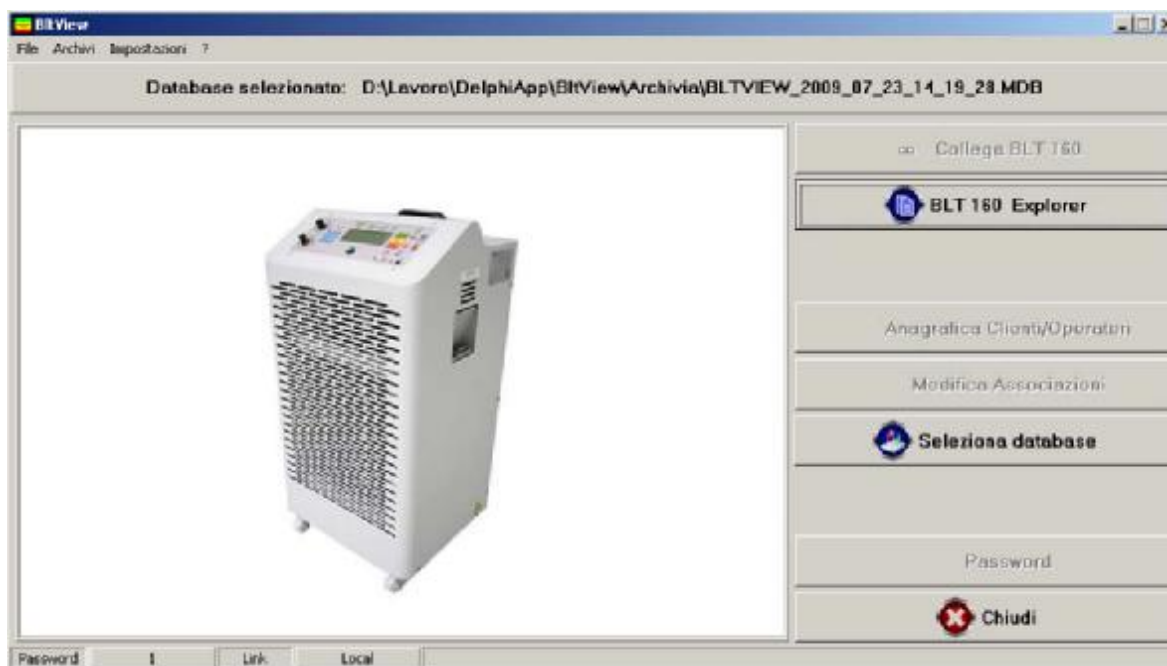 BltView
File Archivi Impostazioni ?
Database selezionato: D:\Lavoro\DelphiApp\BltView\Archivia\BLTVIEW_2009_07_23_14_19_28.MDB
Collega BLT 160
BLT 160 Explorer
Anagrafica Clienti/Operatori
Modifica Associazioni
Seleziona database
Password
Chiudi
Password 1 Link Local